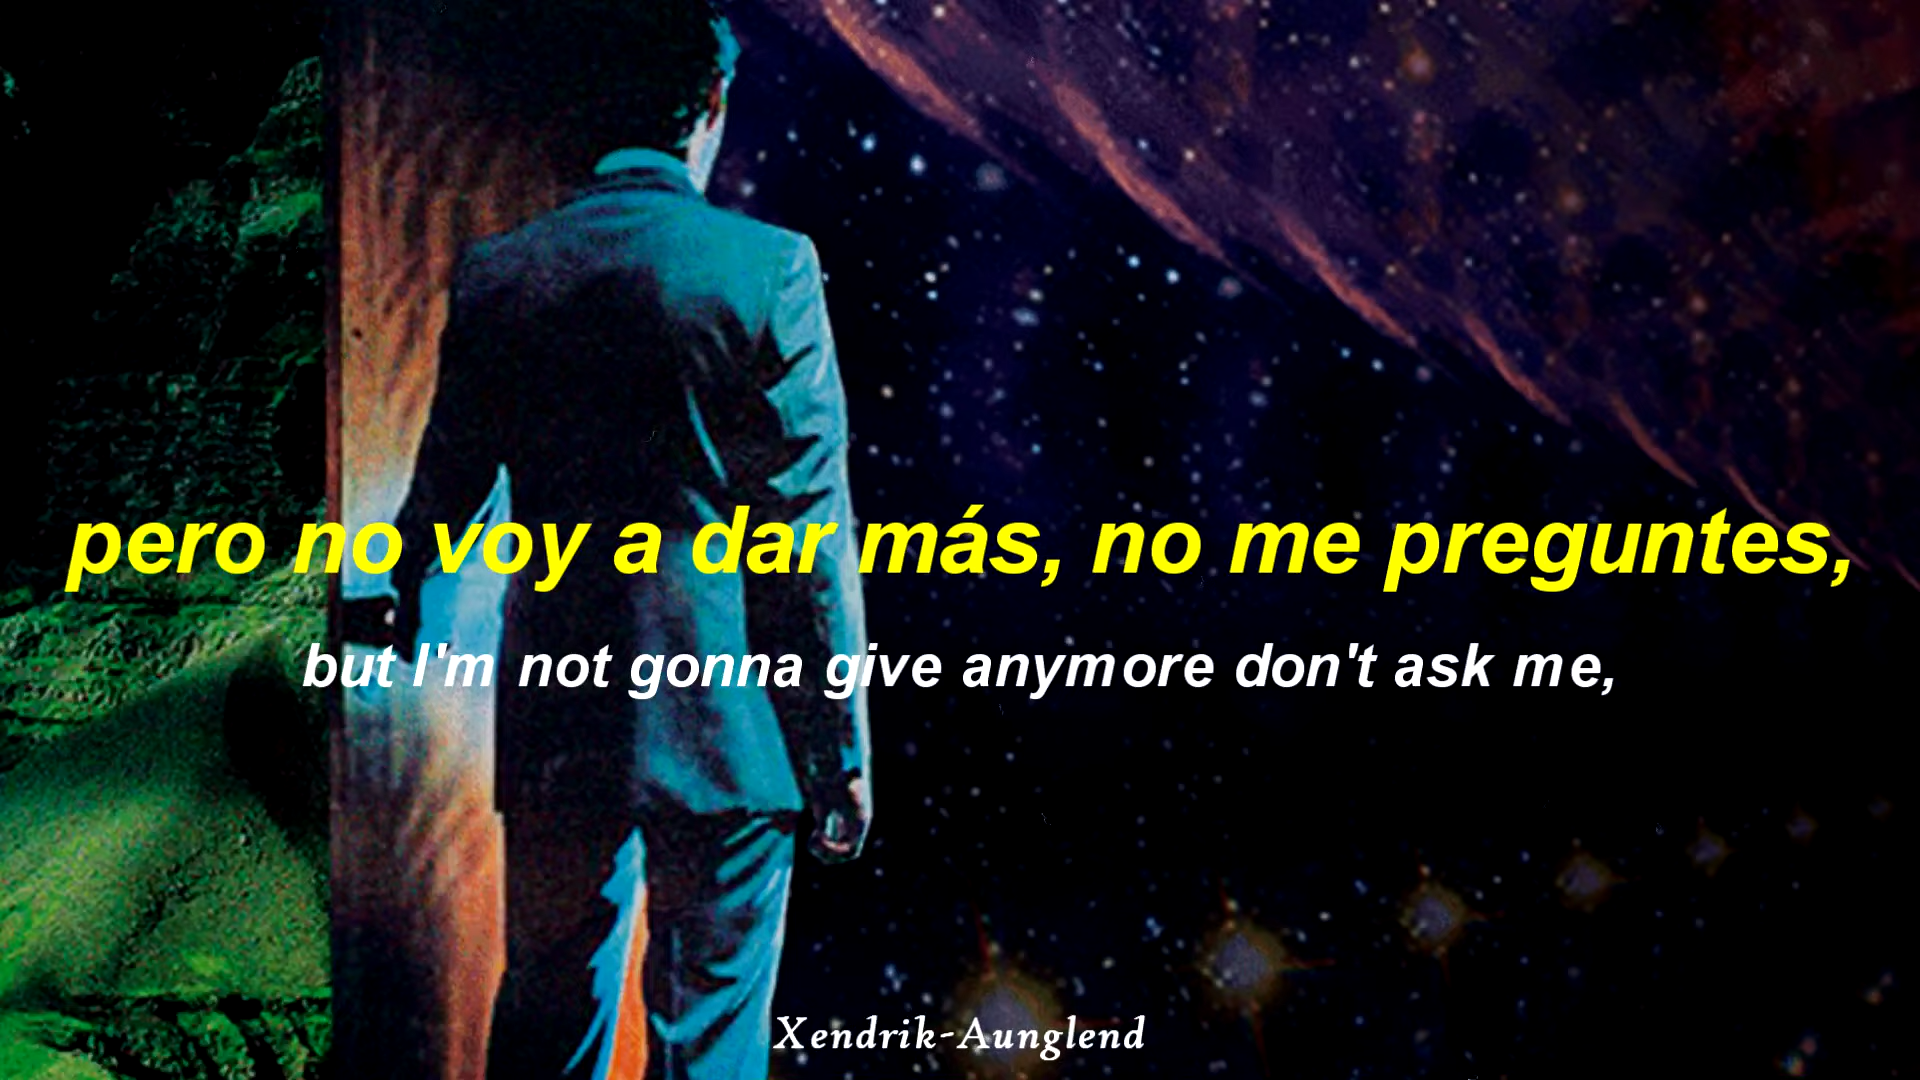 pero no voy a dar más, no me preguntes,
but I'm not gonna give anymore don't ask me,
Xendrik-Aunglend